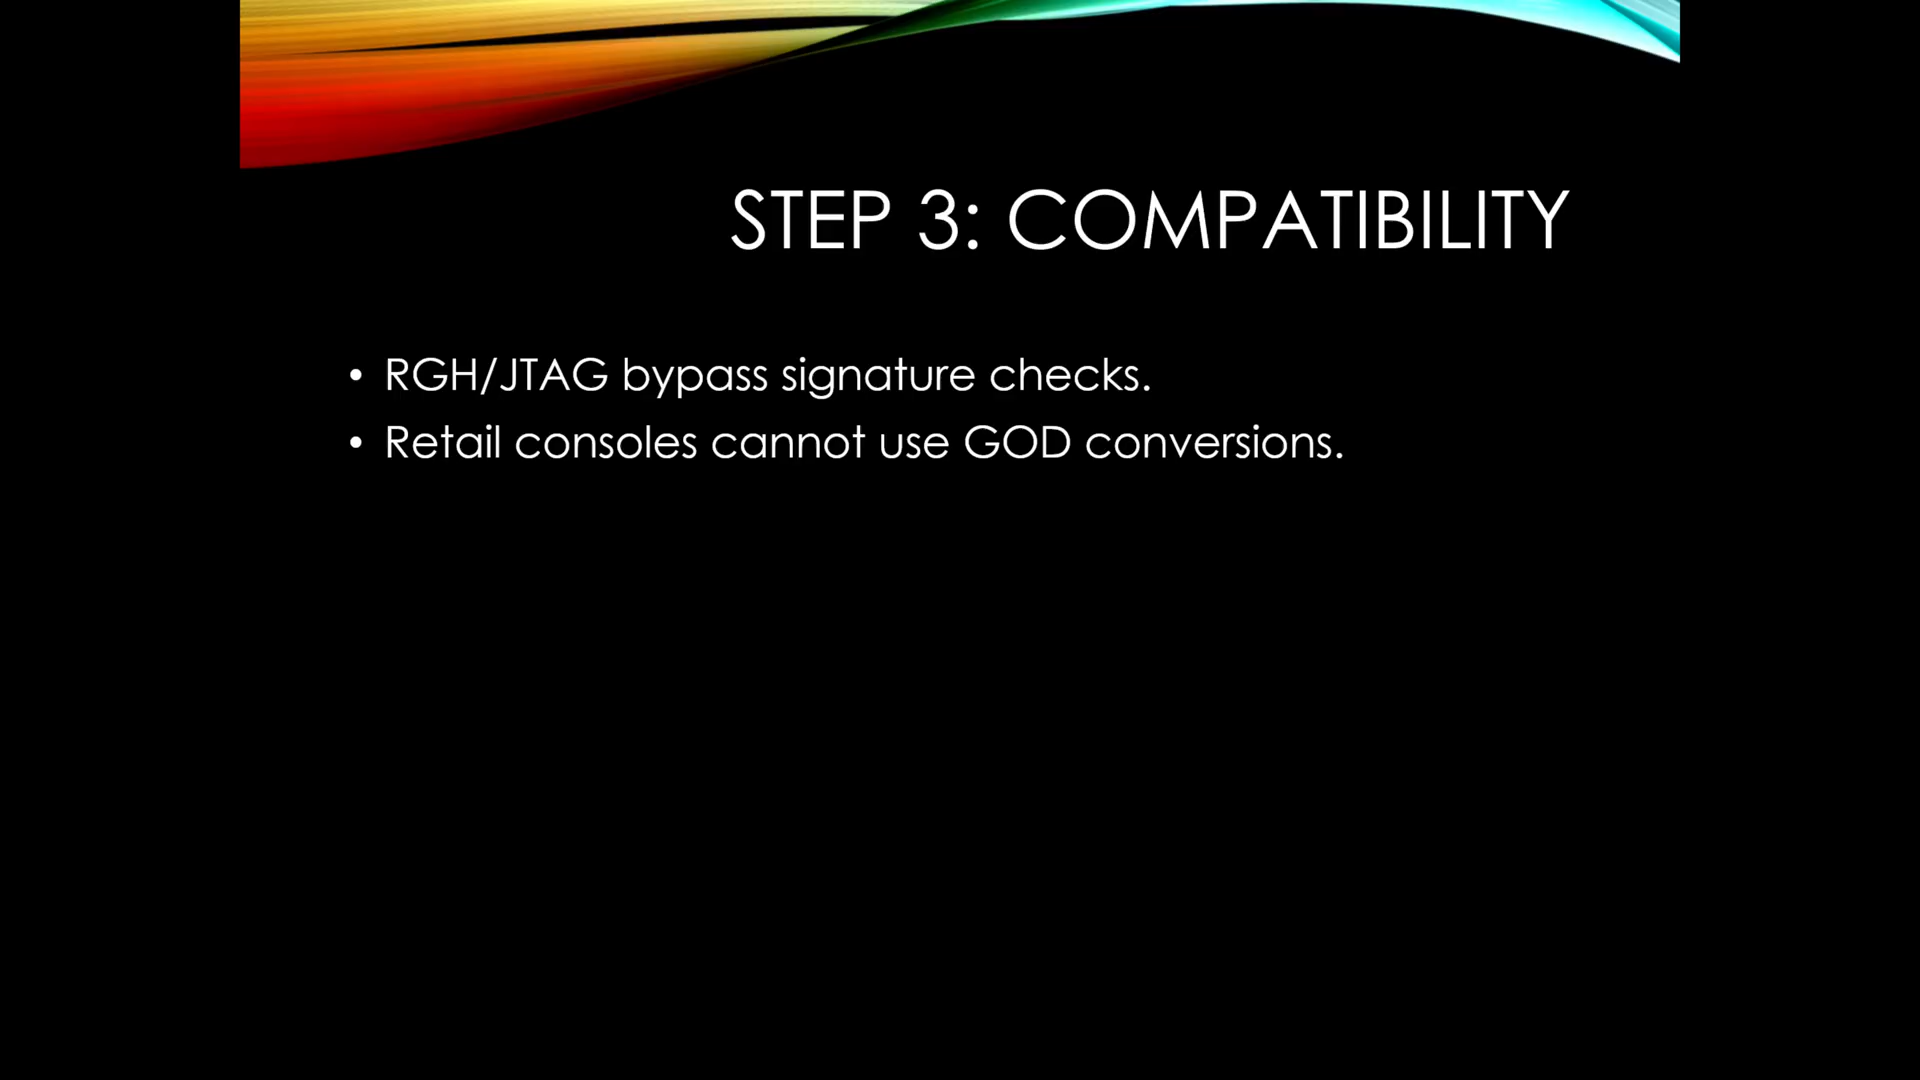 STEP 3: COMPATIBILITY
• RGH/JTAG bypass signature checks.
• Retail consoles cannot use GOD conversions.